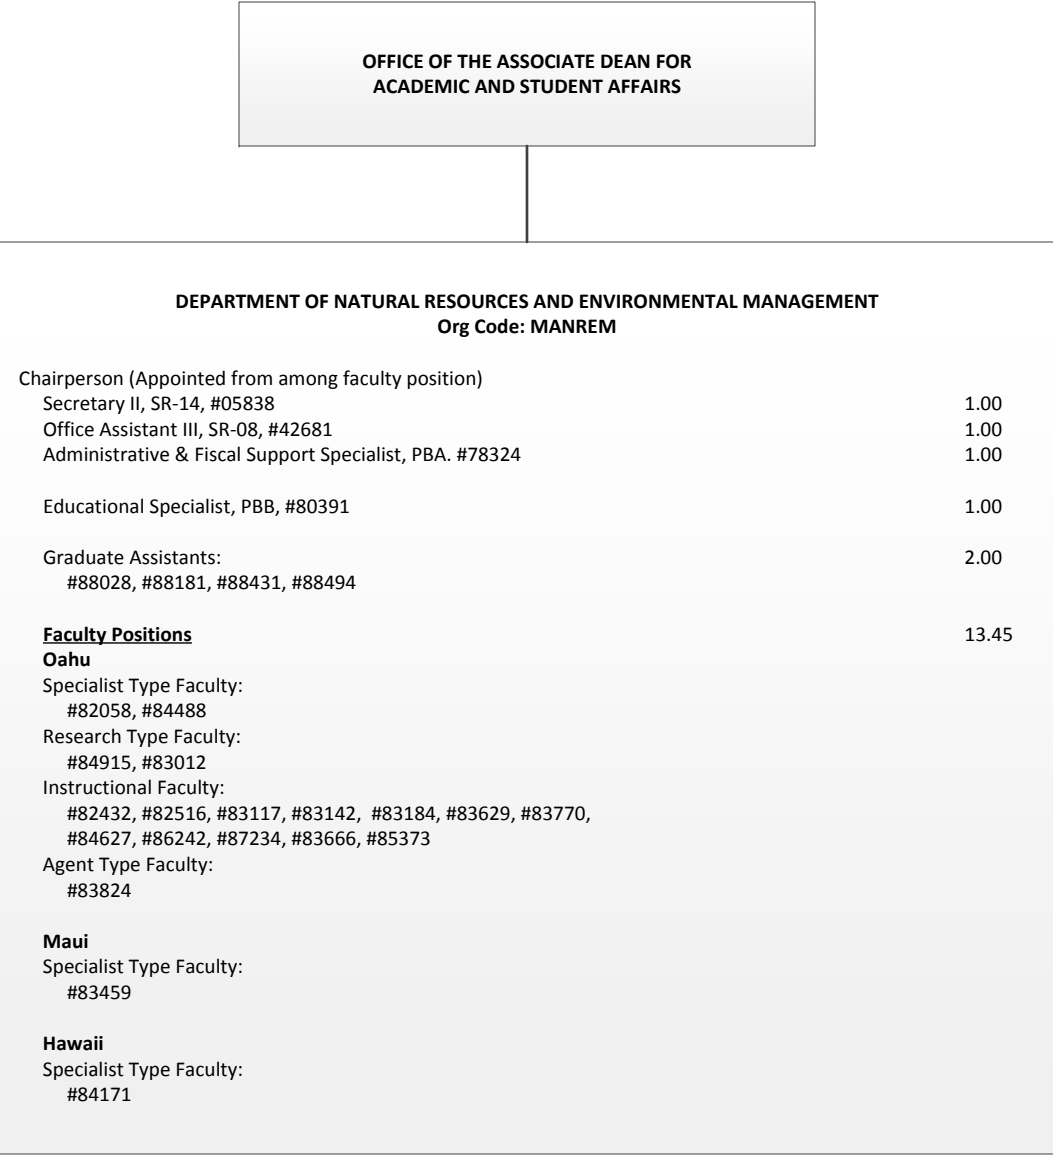 OFFICE OF THE ASSOCIATE DEAN FOR
ACADEMIC AND STUDENT AFFAIRS
DEPARTMENT OF NATURAL RESOURCES AND ENVIRONMENTAL MANAGEMENT
Org Code: MANREM
Chairperson (Appointed from among faculty position)
Secretary II, SR-14, #05838 1.00
Office Assistant III, SR-08, #42681 1.00
Administrative & Fiscal Support Specialist, PBA. #78324 1.00
Educational Specialist, PBB, #80391 1.00
Graduate Assistants: 2.00
#88028, #88181, #88431, #88494
Faculty Positions 13.45
Oahu
Specialist Type Faculty:
#82058, #84488
Research Type Faculty:
#84915, #83012
Instructional Faculty:
#82432, #82516, #83117, #83142, #83184, #83629, #83770,
#84627, #86242, #87234, #83666, #85373
Agent Type Faculty:
#83824
Maui
Specialist Type Faculty:
#83459
Hawaii
Specialist Type Faculty:
#84171